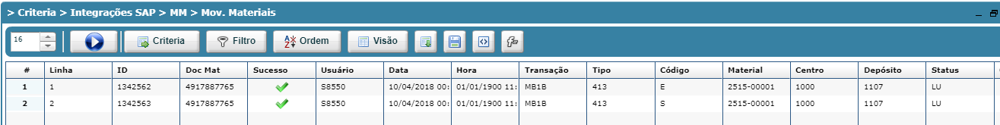 > Criteria > Integrações SAP > MM > Mov. Materiais
16 Criteria Filtro Ordem Visão
# Linha ID Doc Mat Sucesso Usuário Data Hora Transação Tipo Código Material Centro Depósito Status
1 1 1342562 4917887765 S8550 10/04/2018 00: 01/01/1900 11: MB1B 413 E 2515-00001 1000 1107 LU
2 2 1342563 4917887765 S8550 10/04/2018 00: 01/01/1900 11: MB1B 413 S 2515-00001 1000 1107 LU